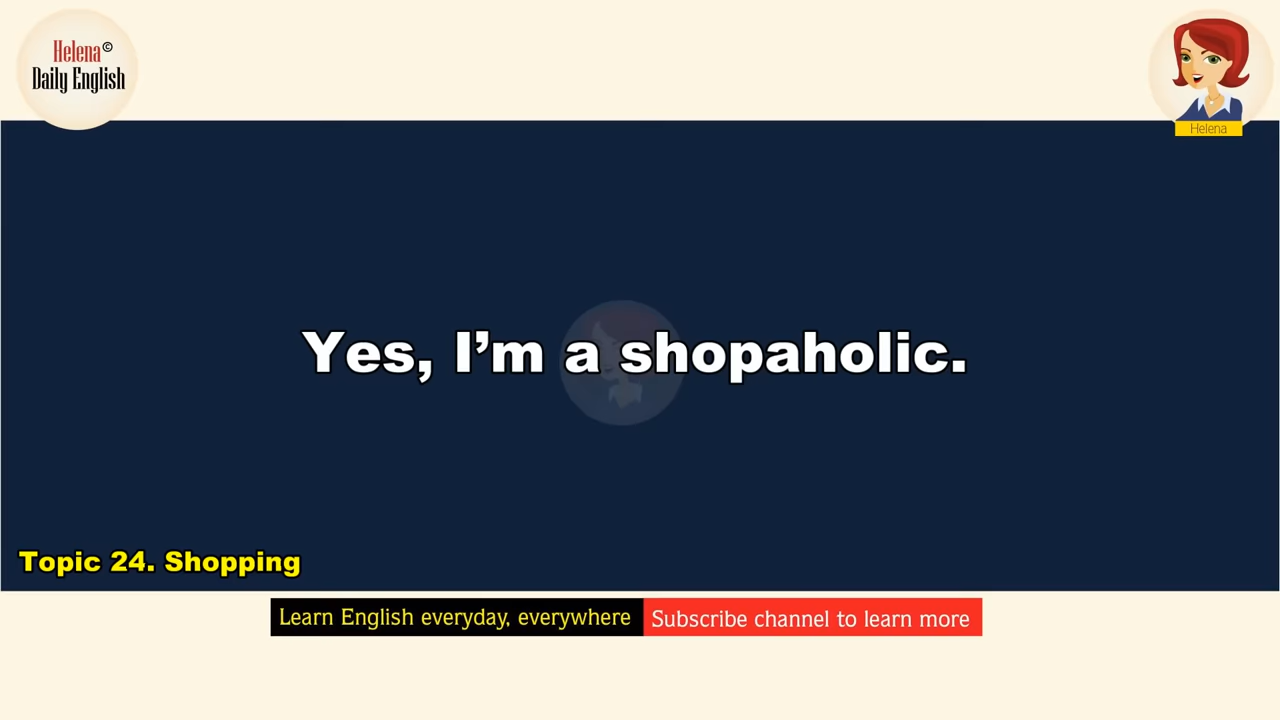 Helena©
Daily English
Helena
Yes, I’m a shopaholic.
Topic 24. Shopping
Learn English everyday, everywhere
Subscribe channel to learn more